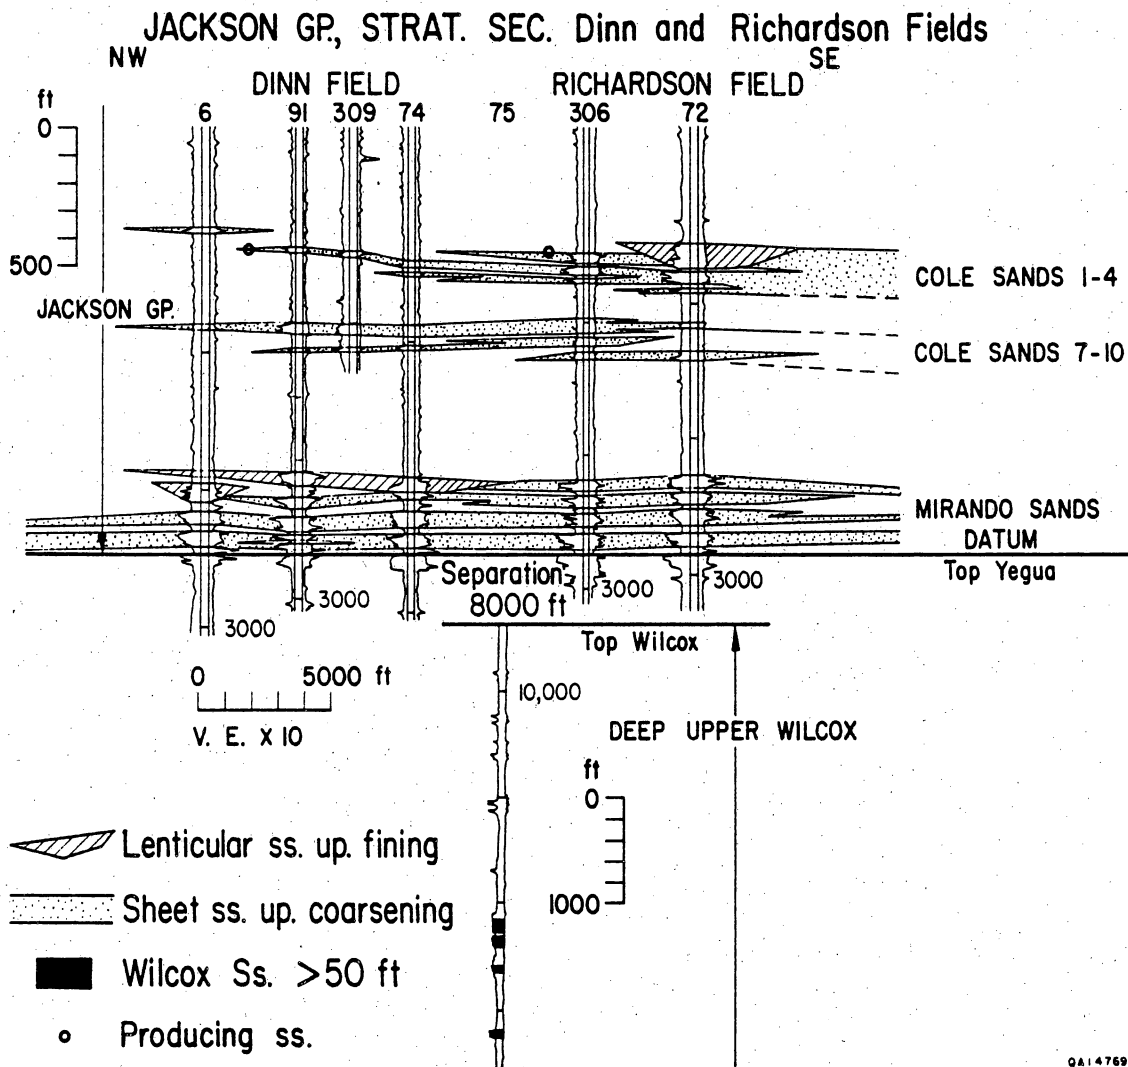 JACKSON GP., STRAT. SEC. Dinn and Richardson Fields
NW
SE
DINN FIELD
RICHARDSON FIELD
ft
6 91 309 74 75 306 72
0
500
JACKSON GP.
COLE SANDS 1-4
COLE SANDS 7-10
MIRANDO SANDS
DATUM
Top Yegua
Separation
8000 ft
3000
3000
3000
3000
Top Wilcox
0 5000 ft
V. E. X 10
10,000
DEEP UPPER WILCOX
ft
0
1000
Lenticular ss. up. fining
Sheet ss. up. coarsening
Wilcox Ss. >50 ft
Producing ss.
QA14769